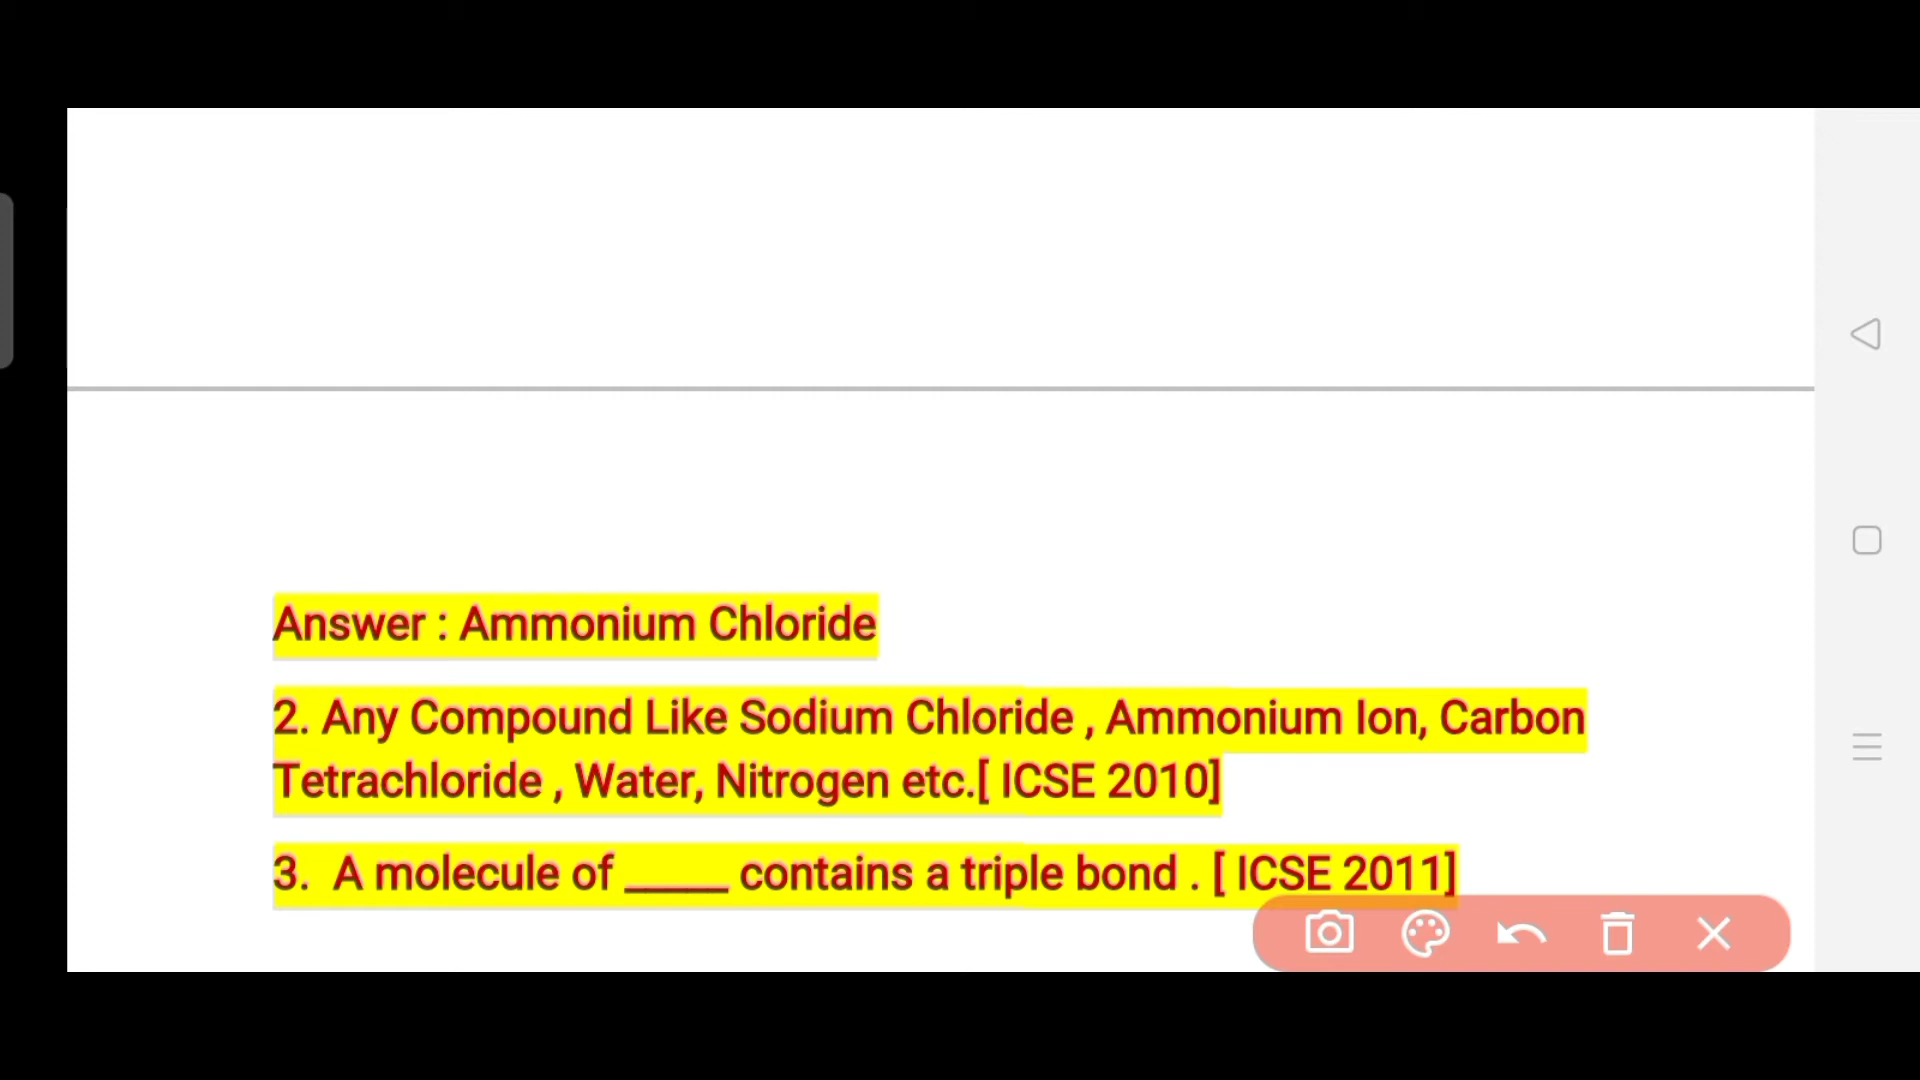 Answer : Ammonium Chloride
2. Any Compound Like Sodium Chloride , Ammonium Ion, Carbon
Tetrachloride , Water, Nitrogen etc.[ ICSE 2010]
3.  A molecule of _____ contains a triple bond . [ ICSE 2011]